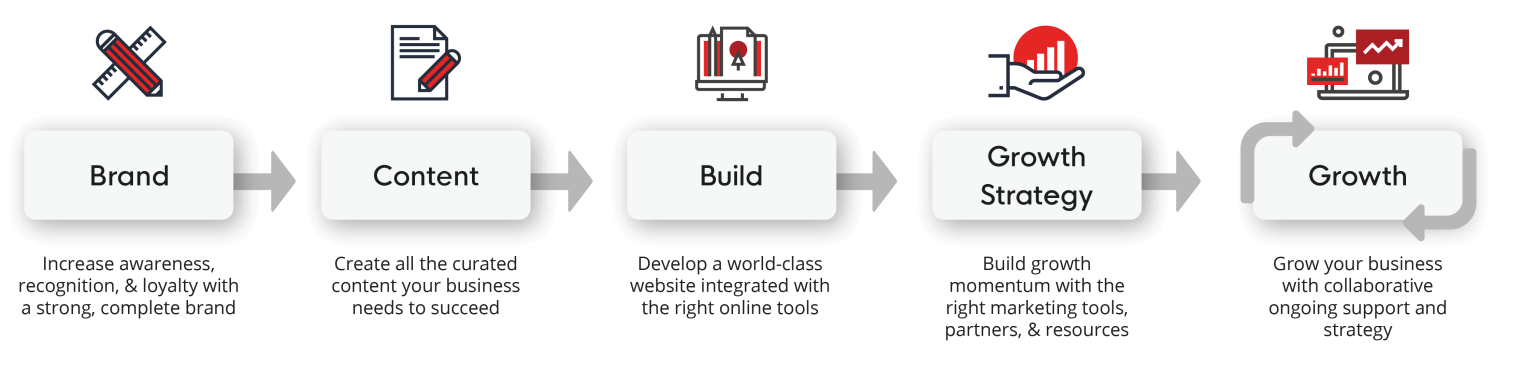 Brand
Increase awareness,
recognition, & loyalty with
a strong, complete brand
Content
Create all the curated
content your business
needs to succeed
Build
Develop a world-class
website integrated with
the right online tools
Growth
Strategy
Build growth
momentum with the
right marketing tools,
partners, & resources
Growth
Grow your business
with collaborative
ongoing support and
strategy